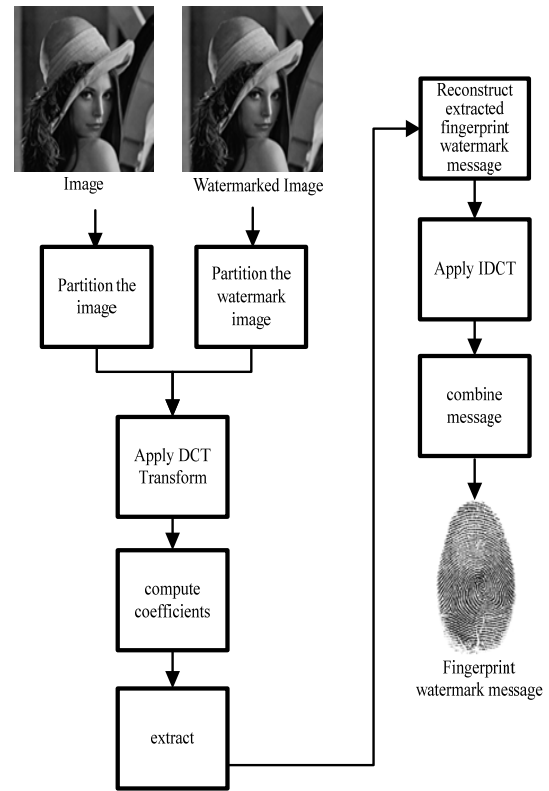 Image
Watermarked Image
Partition the
image
Partition the
watermark
image
Apply DCT
Transform
compute
coefficients
extract
Reconstruct
extracted
fingerprint
watermark
message
Apply IDCT
combine
message
Fingerprint
watermark message